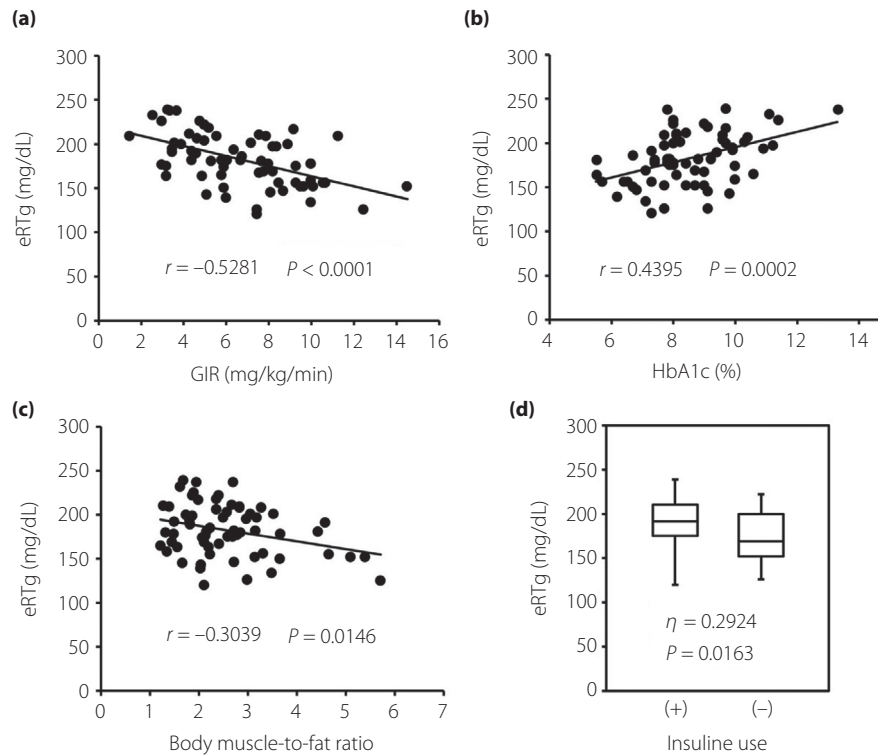 (a)
300
250
200
150
100
50
0
eRTg (mg/dL)
r = –0.5281 P < 0.0001
0 2 4 6 8 10 12 14 16
GIR (mg/kg/min)
(b)
300
250
200
150
100
50
0
eRTg (mg/dL)
r = 0.4395 P = 0.0002
4 6 8 10 12 14
HbA1c (%)
(c)
300
250
200
150
100
50
0
eRTg (mg/dL)
r = –0.3039 P = 0.0146
0 1 2 3 4 5 6 7
Body muscle-to-fat ratio
(d)
300
250
200
150
100
50
0
eRTg (mg/dL)
η = 0.2924
P = 0.0163
(+) (–)
Insuline use